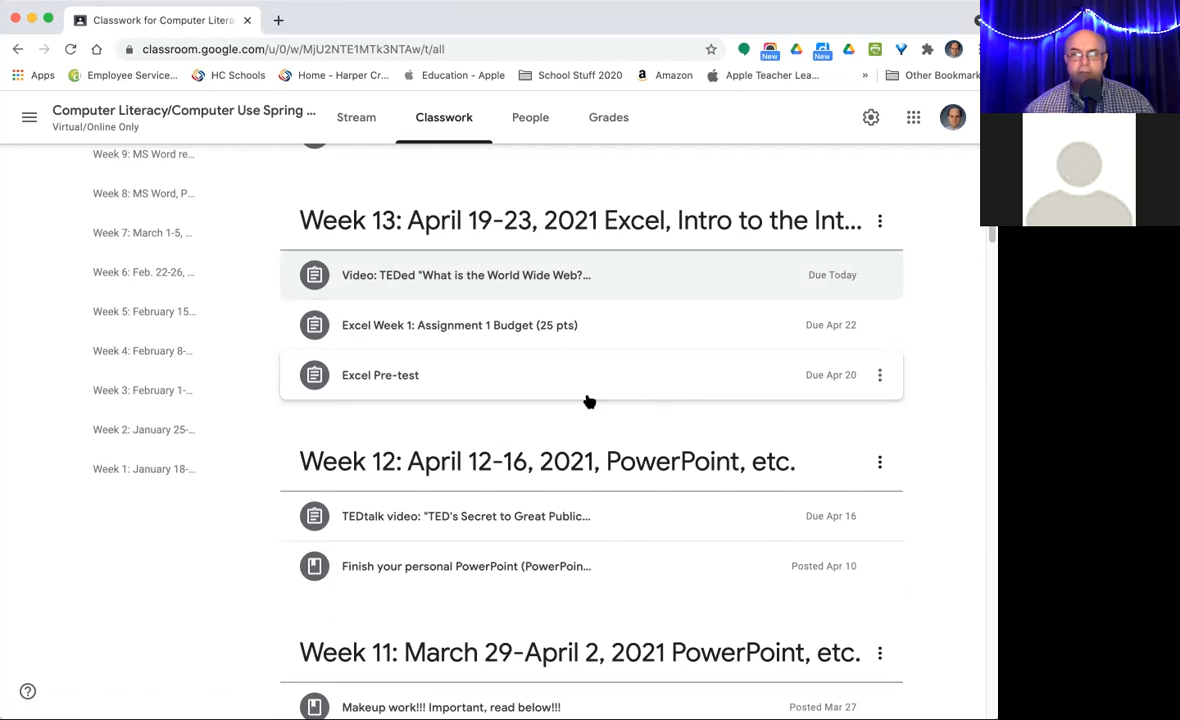 Classwork for Computer Litera
classroom.google.com/u/0/w/MjU2NTE1MTk3NTAw/t/all
New
New
Apps
Employee Service...
HC Schools
Home - Harper Cr...
Education - Apple
School Stuff 2020
Amazon
Apple Teacher Lea...
»
Other Bookmark
Computer Literacy/Computer Use Spring ...
Virtual/Online Only
Stream
Classwork
People
Grades
Week 9: MS Word re...
Week 8: MS Word, P...
Week 7: March 1-5, ...
Week 6: Feb. 22-26, ...
Week 5: February 15...
Week 4: February 8-...
Week 3: February 1-...
Week 2: January 25-...
Week 1: January 18-...
Week 13: April 19-23, 2021 Excel, Intro to the Int...
Video: TEDed "What is the World Wide Web?...
Due Today
Excel Week 1: Assignment 1 Budget (25 pts)
Due Apr 22
Excel Pre-test
Due Apr 20
Week 12: April 12-16, 2021, PowerPoint, etc.
TEDtalk video: "TED's Secret to Great Public...
Due Apr 16
Finish your personal PowerPoint (PowerPoin...
Posted Apr 10
Week 11: March 29-April 2, 2021 PowerPoint, etc.
Makeup work!!! Important, read below!!!
Posted Mar 27